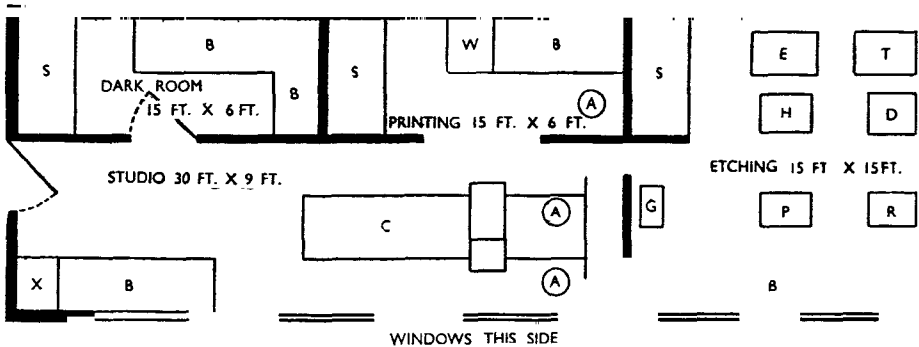 B
W
B
E
T
S
S
S
DARK ROOM
B
15 FT. X 6 FT.
A
PRINTING 15 FT. X 6 FT.
H
D
ETCHING 15 FT X 15FT.
STUDIO 30 FT. X 9 FT.
C
A
G
P
R
X
B
A
B
WINDOWS THIS SIDE